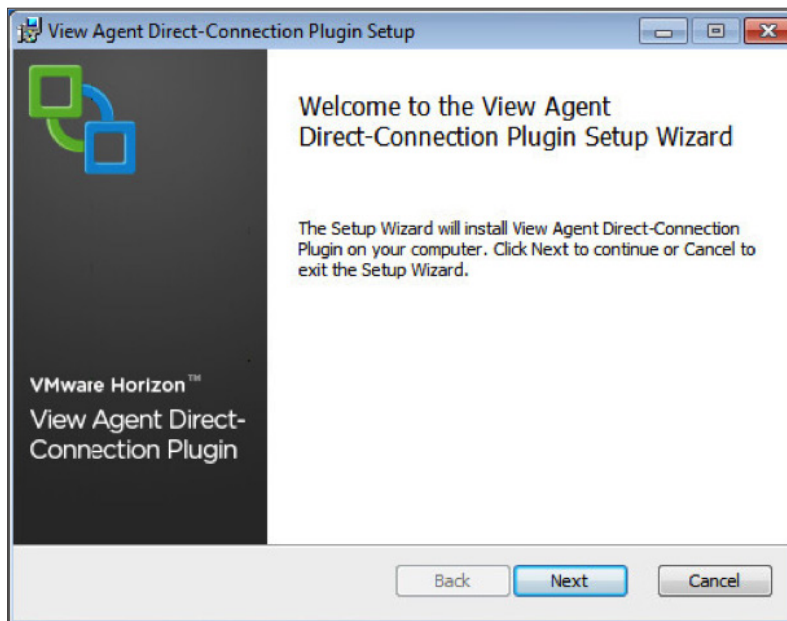 View Agent Direct-Connection Plugin Setup
Welcome to the View Agent
Direct-Connection Plugin Setup Wizard
The Setup Wizard will install View Agent Direct-Connection
Plugin on your computer. Click Next to continue or Cancel to
exit the Setup Wizard.
VMware Horizon™
View Agent Direct-
Connection Plugin
Back
Next
Cancel